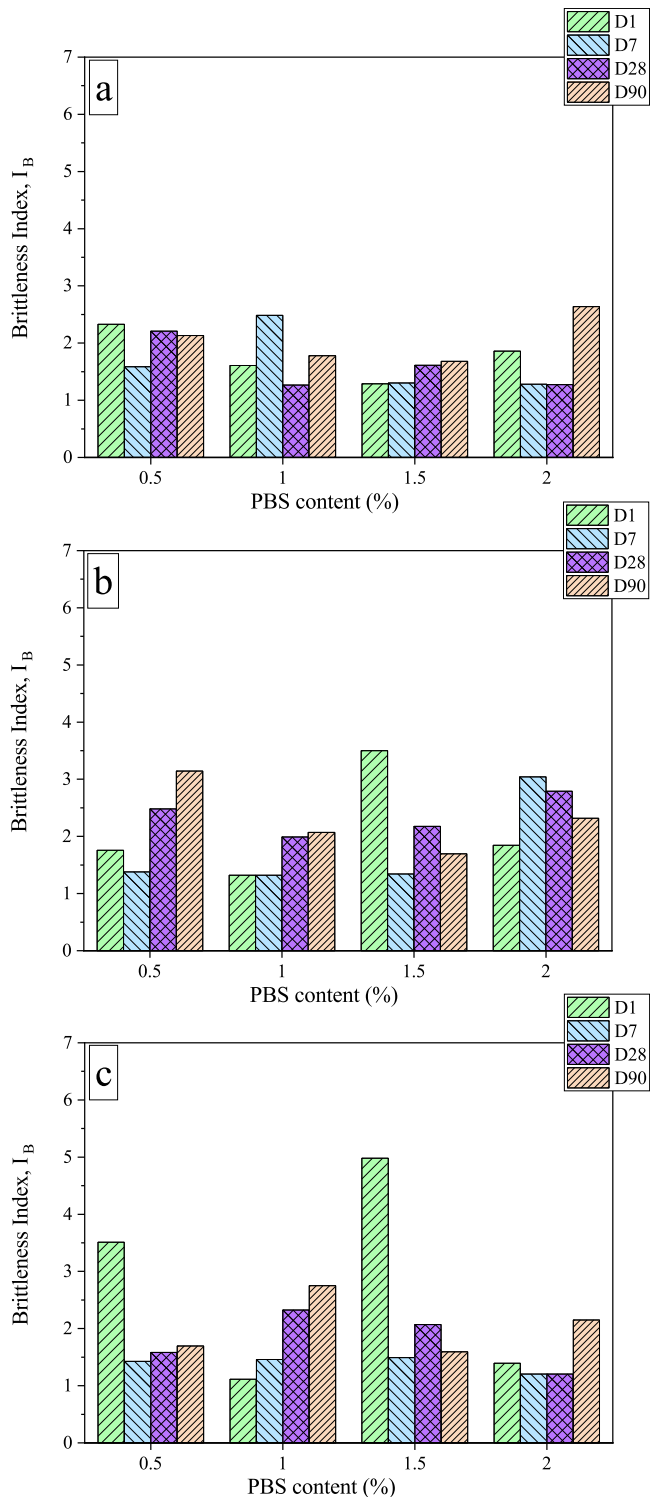 D1
D7
D28
D90
a
7
6
5
4
3
2
1
0
Brittleness Index, I_B
0.5 1 1.5 2
PBS content (%)
D1
D7
D28
D90
b
7
6
5
4
3
2
1
0
Brittleness Index, I_B
0.5 1 1.5 2
PBS content (%)
D1
D7
D28
D90
c
7
6
5
4
3
2
1
0
Brittleness Index, I_B
0.5 1 1.5 2
PBS content (%)